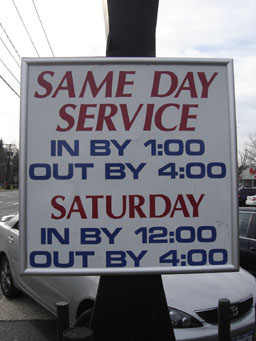 SAME DAY
SERVICE
IN BY 1:00
OUT BY 4:00
SATURDAY
IN BY 12:00
OUT BY 4:00